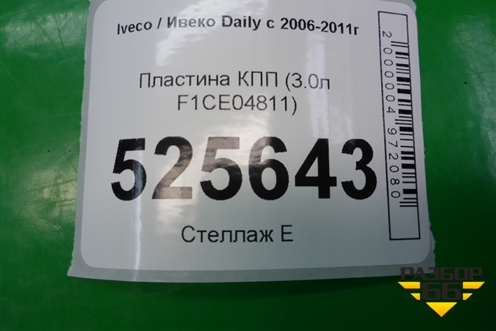 Iveco / Ивеко Daily с 2006-2011г
Пластина КПП (3.0л
F1CE04811)
525643
Стеллаж Е
2000004972080
РАЗБОР
66